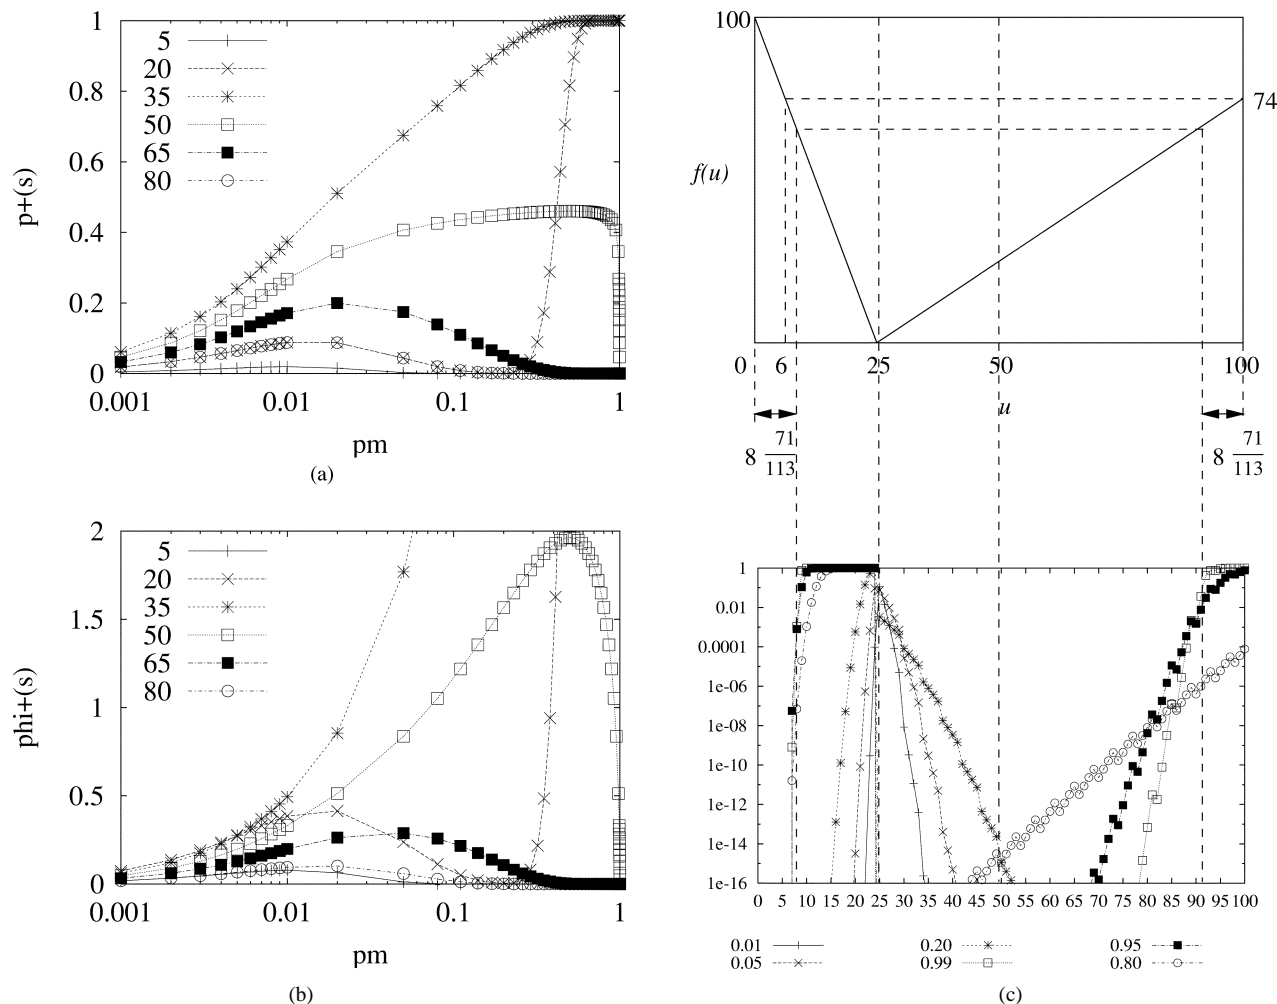 p+(s)
1
0.8
0.6
0.4
0.2
0
5
20
35
50
65
80
0.001 0.01 0.1 1
pm
(a)
phi+(s)
2
1.5
1
0.5
0
5
20
35
50
65
80
0.001 0.01 0.1 1
pm
(b)
100
74
f(u)
0 6 25 50 100
u
8 71/113 8 71/113
1
0.01
0.0001
1e-06
1e-08
1e-10
1e-12
1e-14
1e-16
0 5 10 15 20 25 30 35 40 45 50 55 60 65 70 75 80 85 90 95 100
0.01 0.20 0.95
0.05 0.99 0.80
(c)